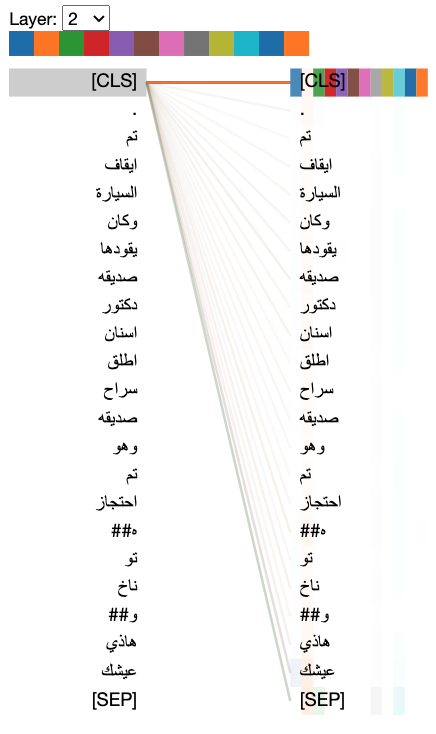 Layer: 2
[CLS] [CLS]
. .
تم تم
ايقاف ايقاف
السيارة السيارة
وكان وكان
يقودها يقودها
صديقه صديقه
دكتور دكتور
اسنان اسنان
اطلق اطلق
سراح سراح
صديقه صديقه
وهو وهو
تم تم
احتجاز احتجاز
##ه ##ه
تو تو
ناخ ناخ
##و ##و
هاذي هاذي
عيشك عيشك
[SEP] [SEP]